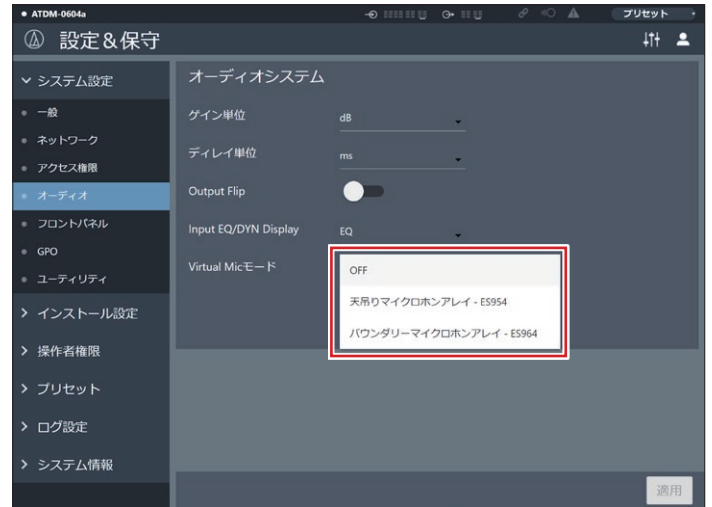 ATDM-0604a
プリセット
設定&保守
システム設定
一般
ネットワーク
アクセス権限
オーディオ
フロントパネル
GPO
ユーティリティ
インストール設定
操作者権限
プリセット
ログ設定
システム情報
オーディオシステム
ゲイン単位 dB
ディレイ単位 ms
Output Flip
Input EQ/DYN Display EQ
Virtual Micモード
OFF
天吊りマイクロホンアレイ - ES954
バウンダリーマイクロホンアレイ - ES964
適用